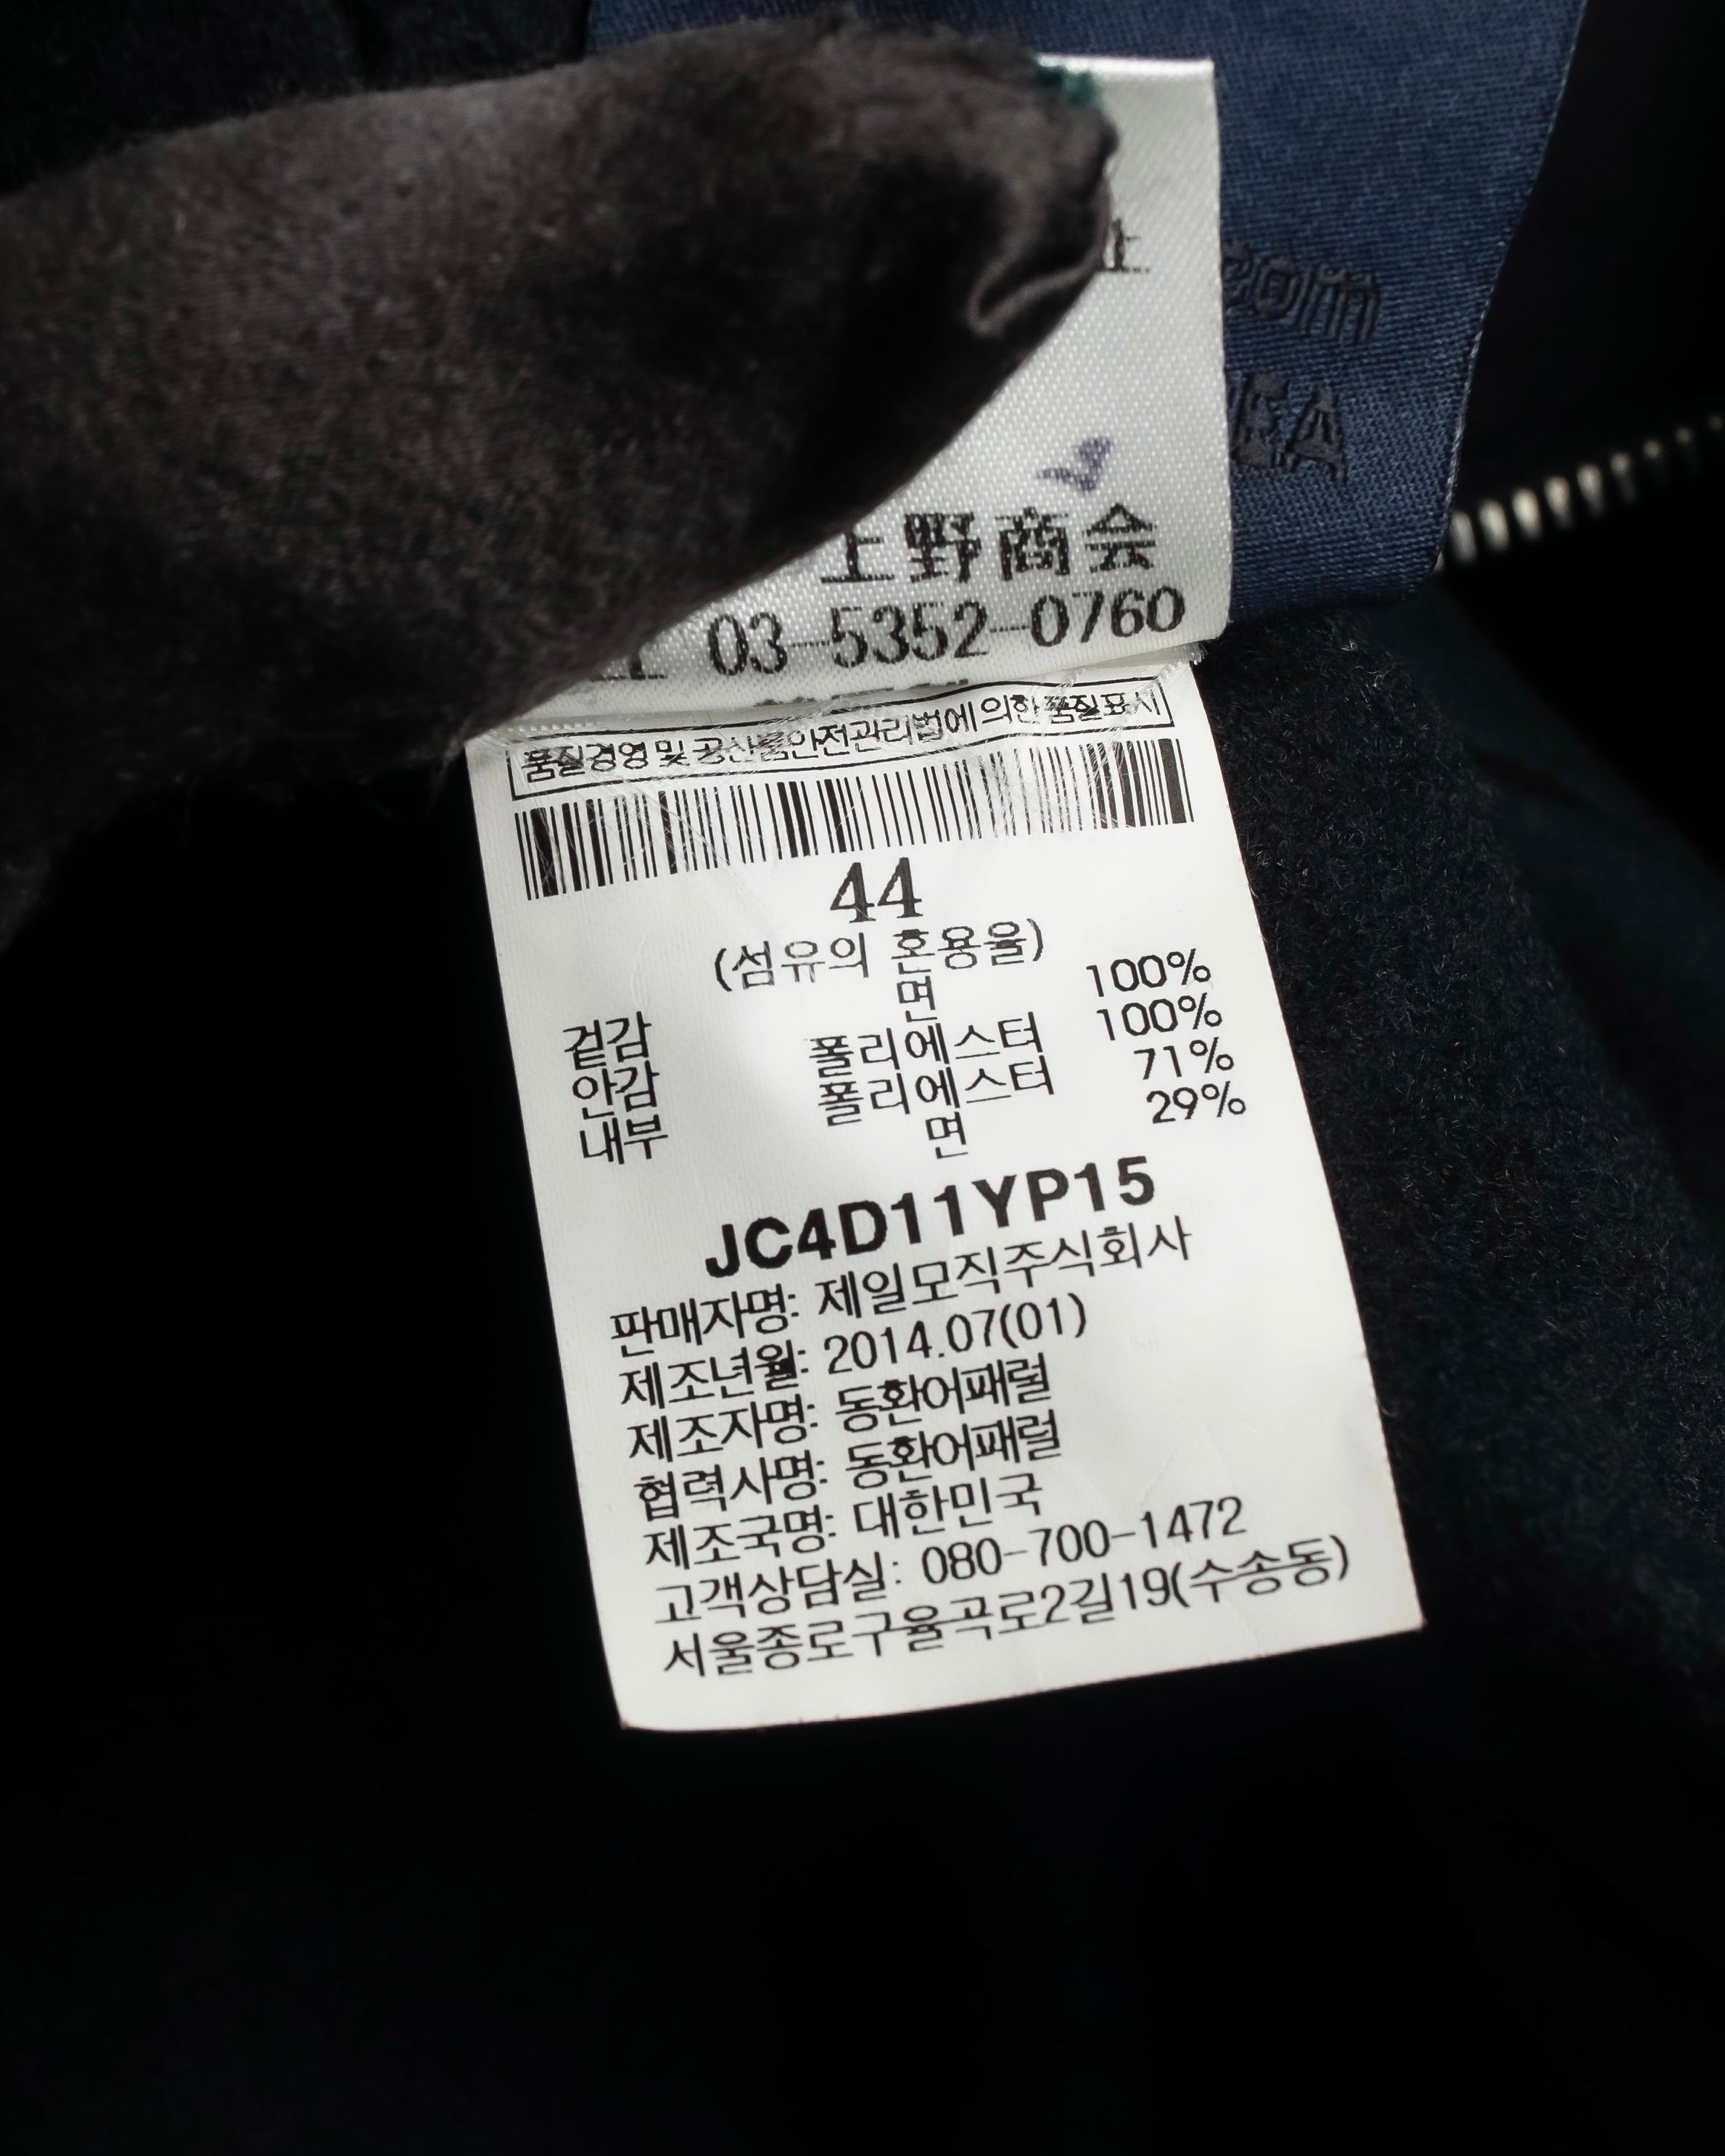 com
EA
上野商会
03-5352-0760
품질경영 및 공산품안전관리법에 의한 품질표시
44
(섬유의 혼용율)
면 100%
겉감 폴리에스터 100%
안감 폴리에스터 71%
내부 면 29%
JC4D11YP15
판매자명: 제일모직주식회사
제조년월: 2014.07(01)
제조자명: 동환어패럴
협력사명: 동환어패럴
제조국명: 대한민국
고객상담실: 080-700-1472
서울종로구율곡로2길19(수송동)